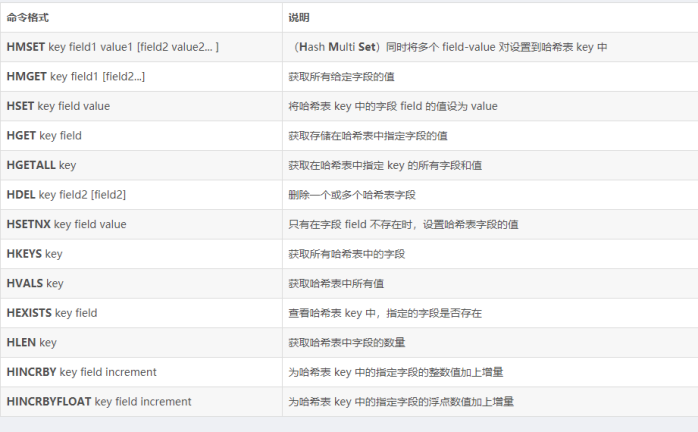 命令格式 说明
HMSET key field1 value1 [field2 value2... ] （Hash Multi Set）同时将多个 field-value 对设置到哈希表 key 中
HMGET key field1 [field2...] 获取所有给定字段的值
HSET key field value 将哈希表 key 中的字段 field 的值设为 value
HGET key field 获取存储在哈希表中指定字段的值
HGETALL key 获取在哈希表中指定 key 的所有字段和值
HDEL key field2 [field2] 删除一个或多个哈希表字段
HSETNX key field value 只有在字段 field 不存在时，设置哈希表字段的值
HKEYS key 获取所有哈希表中的字段
HVALS key 获取哈希表中所有值
HEXISTS key field 查看哈希表 key 中，指定的字段是否存在
HLEN key 获取哈希表中字段的数量
HINCRBY key field increment 为哈希表 key 中的指定字段的整数值加上增量
HINCRBYFLOAT key field increment 为哈希表 key 中的指定字段的浮点数值加上增量